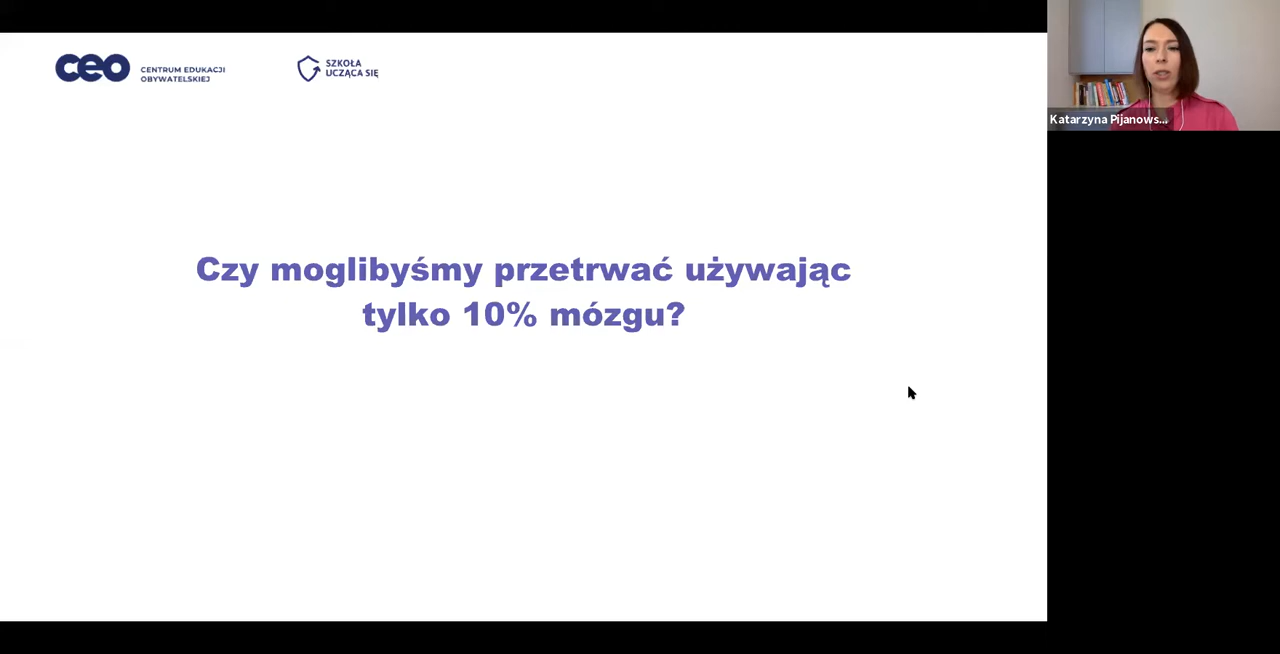 ceo
CENTRUM EDUKACJI
OBYWATELSKIEJ
SZKOŁA
UCZĄCA SIĘ
Katarzyna Pijanows...
Czy moglibyśmy przetrwać używając
tylko 10% mózgu?